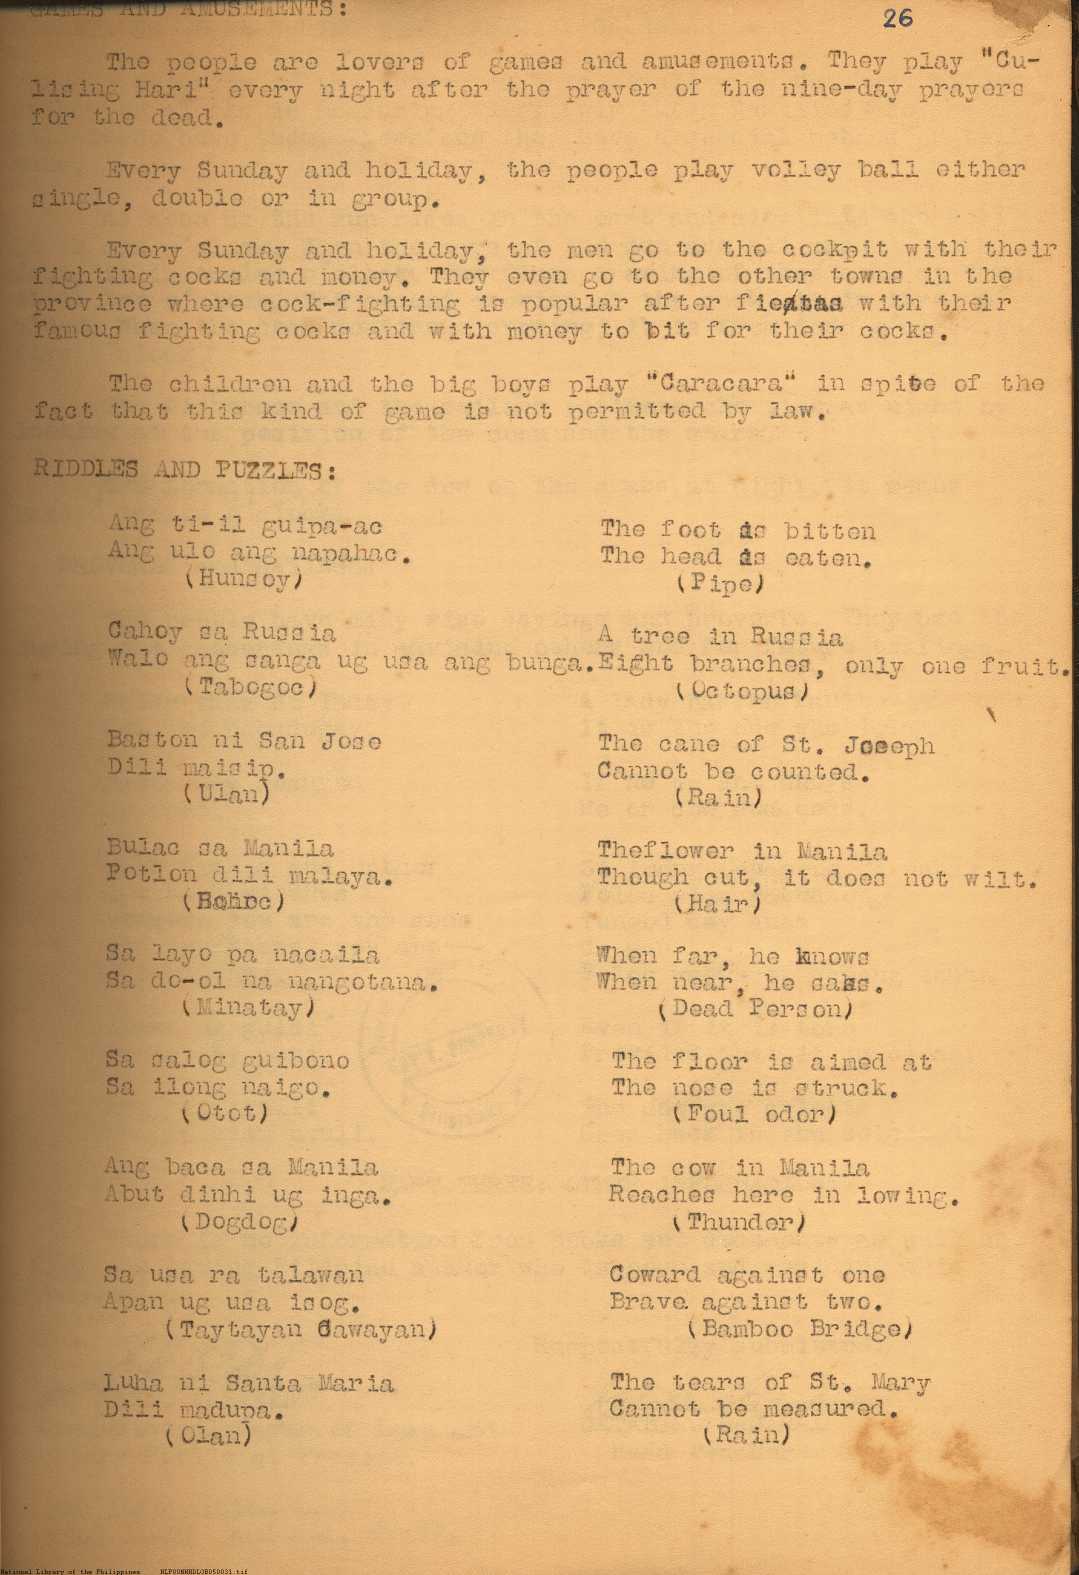 GAMES AND AMUSEMENTS:
26
The people are lovers of games and amusements. They play "Cu-
lising Hari" every night after the prayer of the nine-day prayers
for the dead.
Every Sunday and holiday, the people play volley ball either
single, double or in group.
Every Sunday and holiday, the men go to the cockpit with their
fighting cocks and money. They even go to the other towns in the
province where cock-fighting is popular after fiestas with their
famous fighting cocks and with money to bit for their cocks.
The children and the big boys play "Caracara" in spite of the
fact that this kind of game is not permitted by law.
RIDDLES AND PUZZLES:
Ang ti-il guipa-ac
Ang ulo ang napahac.
(Hunsoy)
The foot is bitten
The head is eaten.
(Pipe)
Cahoy sa Russia
Walo ang sanga ug usa ang bunga.
(Tabogoc)
A tree in Russia
Eight branches, only one fruit.
(Octopus)
Baston ni San Jose
Dili maisip.
(Ulan)
The cane of St. Joseph
Cannot be counted.
(Rain)
Bulac sa Manila
Potlon dili malaya.
Theflower in Manila
Though cut, it does not wilt.
(Hair)
Sa layo pa nacaila
Sa do-ol na nangotana.
(Minatay)
When far, he knows
When near, he saks.
(Dead Person)
Sa salog guibono
Sa ilong naigo.
(Otot)
The floor is aimed at
The nose is struck.
(Foul odor)
Ang baca sa Manila
Abut dinhi ug inga.
(Dogdog)
The cow in Manila
Reaches here in lowing.
(Thunder)
Sa usa ra talawan
Apan ug usa isog.
(Taytayan Cawayan)
Coward against one
Brave against two.
(Bamboo Bridge)
Luha ni Santa Maria
Dili madupa.
(Olan)
The tears of St. Mary
Cannot be measured.
(Rain)
National Library of the Philippines NLP00NHHDLOB050031.tif